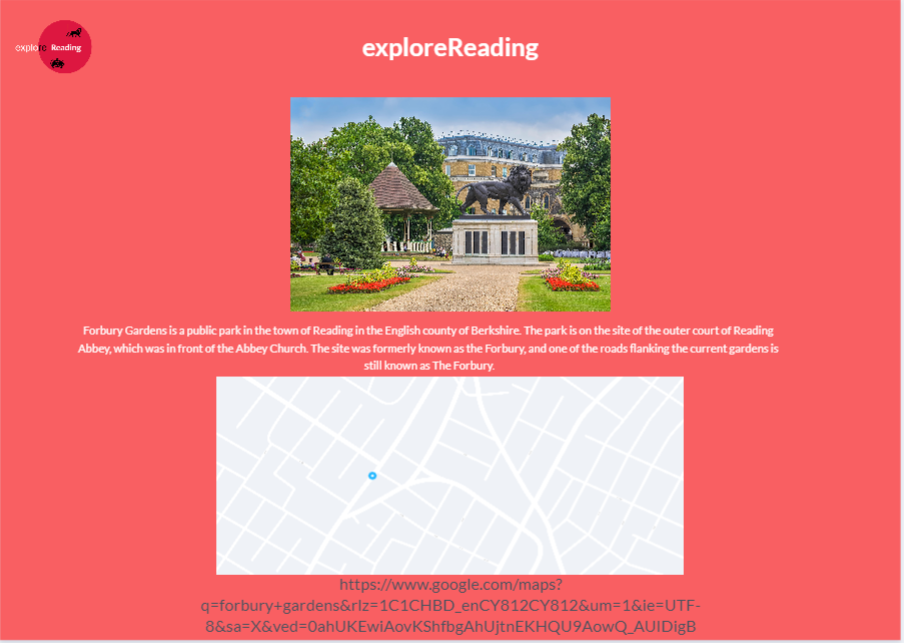 explore Reading
exploreReading
Forbury Gardens is a public park in the town of Reading in the English county of Berkshire. The park is on the site of the outer court of Reading
Abbey, which was in front of the Abbey Church. The site was formerly known as the Forbury, and one of the roads flanking the current gardens is
still known as The Forbury.
https://www.google.com/maps?
q=forbury+gardens&rlz=1C1CHBD_enCY812CY812&um=1&ie=UTF-
8&sa=X&ved=0ahUKEwiAovKShfbgAhUjtnEKHQU9AowQ_AUIDigB